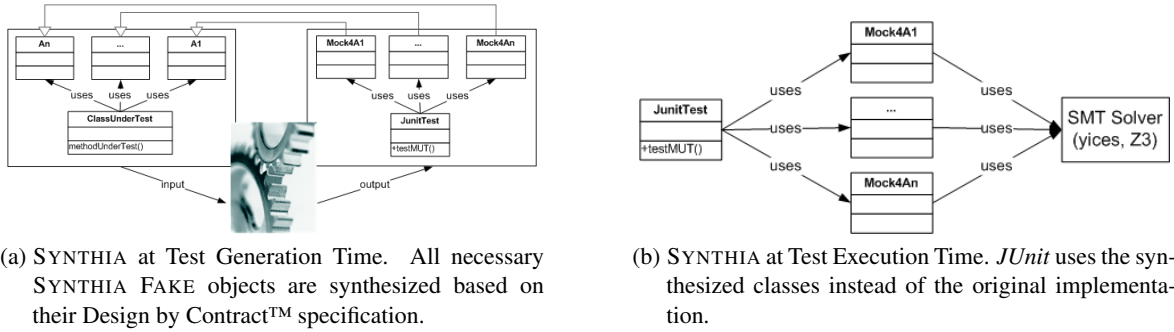 An
...
A1
Mock4A1
...
Mock4An
uses
uses
uses
uses
uses
uses
ClassUnderTest
methodUnderTest()
JunitTest
+testMUT()
input
output
(a) SYNTHIA at Test Generation Time. All necessary
SYNTHIA FAKE objects are synthesized based on
their Design by Contract™ specification.
Mock4A1
uses
uses
JunitTest
+testMUT()
uses
...
uses
SMT Solver
(yices, Z3)
uses
uses
Mock4An
(b) SYNTHIA at Test Execution Time. JUnit uses the syn-
thesized classes instead of the original implementa-
tion.